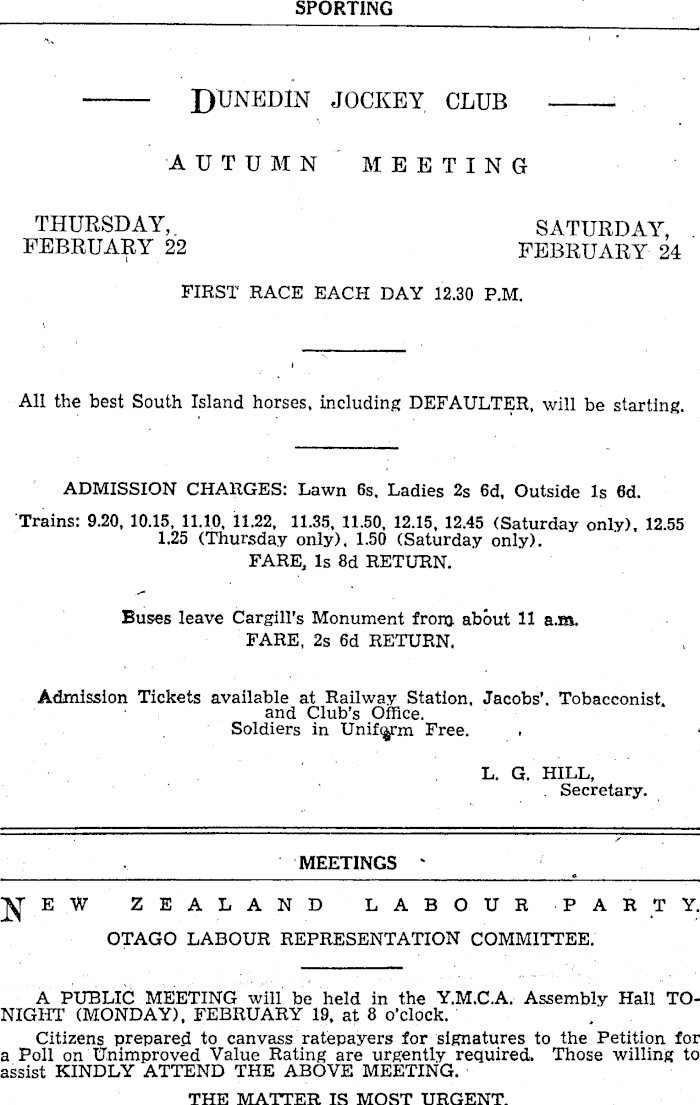 SPORTING
DUNEDIN JOCKEY CLUB
AUTUMN MEETING
THURSDAY,
FEBRUARY 22
SATURDAY,
FEBRUARY 24
FIRST RACE EACH DAY 12.30 P.M.
All the best South Island horses, including DEFAULTER, will be starting.
ADMISSION CHARGES: Lawn 6s, Ladies 2s 6d, Outside 1s 6d.
Trains: 9.20, 10.15, 11.10, 11.22, 11.35, 11.50, 12.15, 12.45 (Saturday only), 12.55
1.25 (Thursday only), 1.50 (Saturday only).
FARE, 1s 8d RETURN.
Buses leave Cargill's Monument from about 11 a.m.
FARE, 2s 6d RETURN.
Admission Tickets available at Railway Station, Jacobs', Tobacconist,
and Club's Office.
Soldiers in Uniform Free.
L. G. HILL,
Secretary.
MEETINGS
NEW ZEALAND LABOUR PARTY.
OTAGO LABOUR REPRESENTATION COMMITTEE.
A PUBLIC MEETING will be held in the Y.M.C.A. Assembly Hall TO-
NIGHT (MONDAY), FEBRUARY 19, at 8 o'clock.
Citizens prepared to canvass ratepayers for signatures to the Petition for
a Poll on Unimproved Value Rating are urgently required. Those willing to
assist KINDLY ATTEND THE ABOVE MEETING.
THE MATTER IS MOST URGENT.